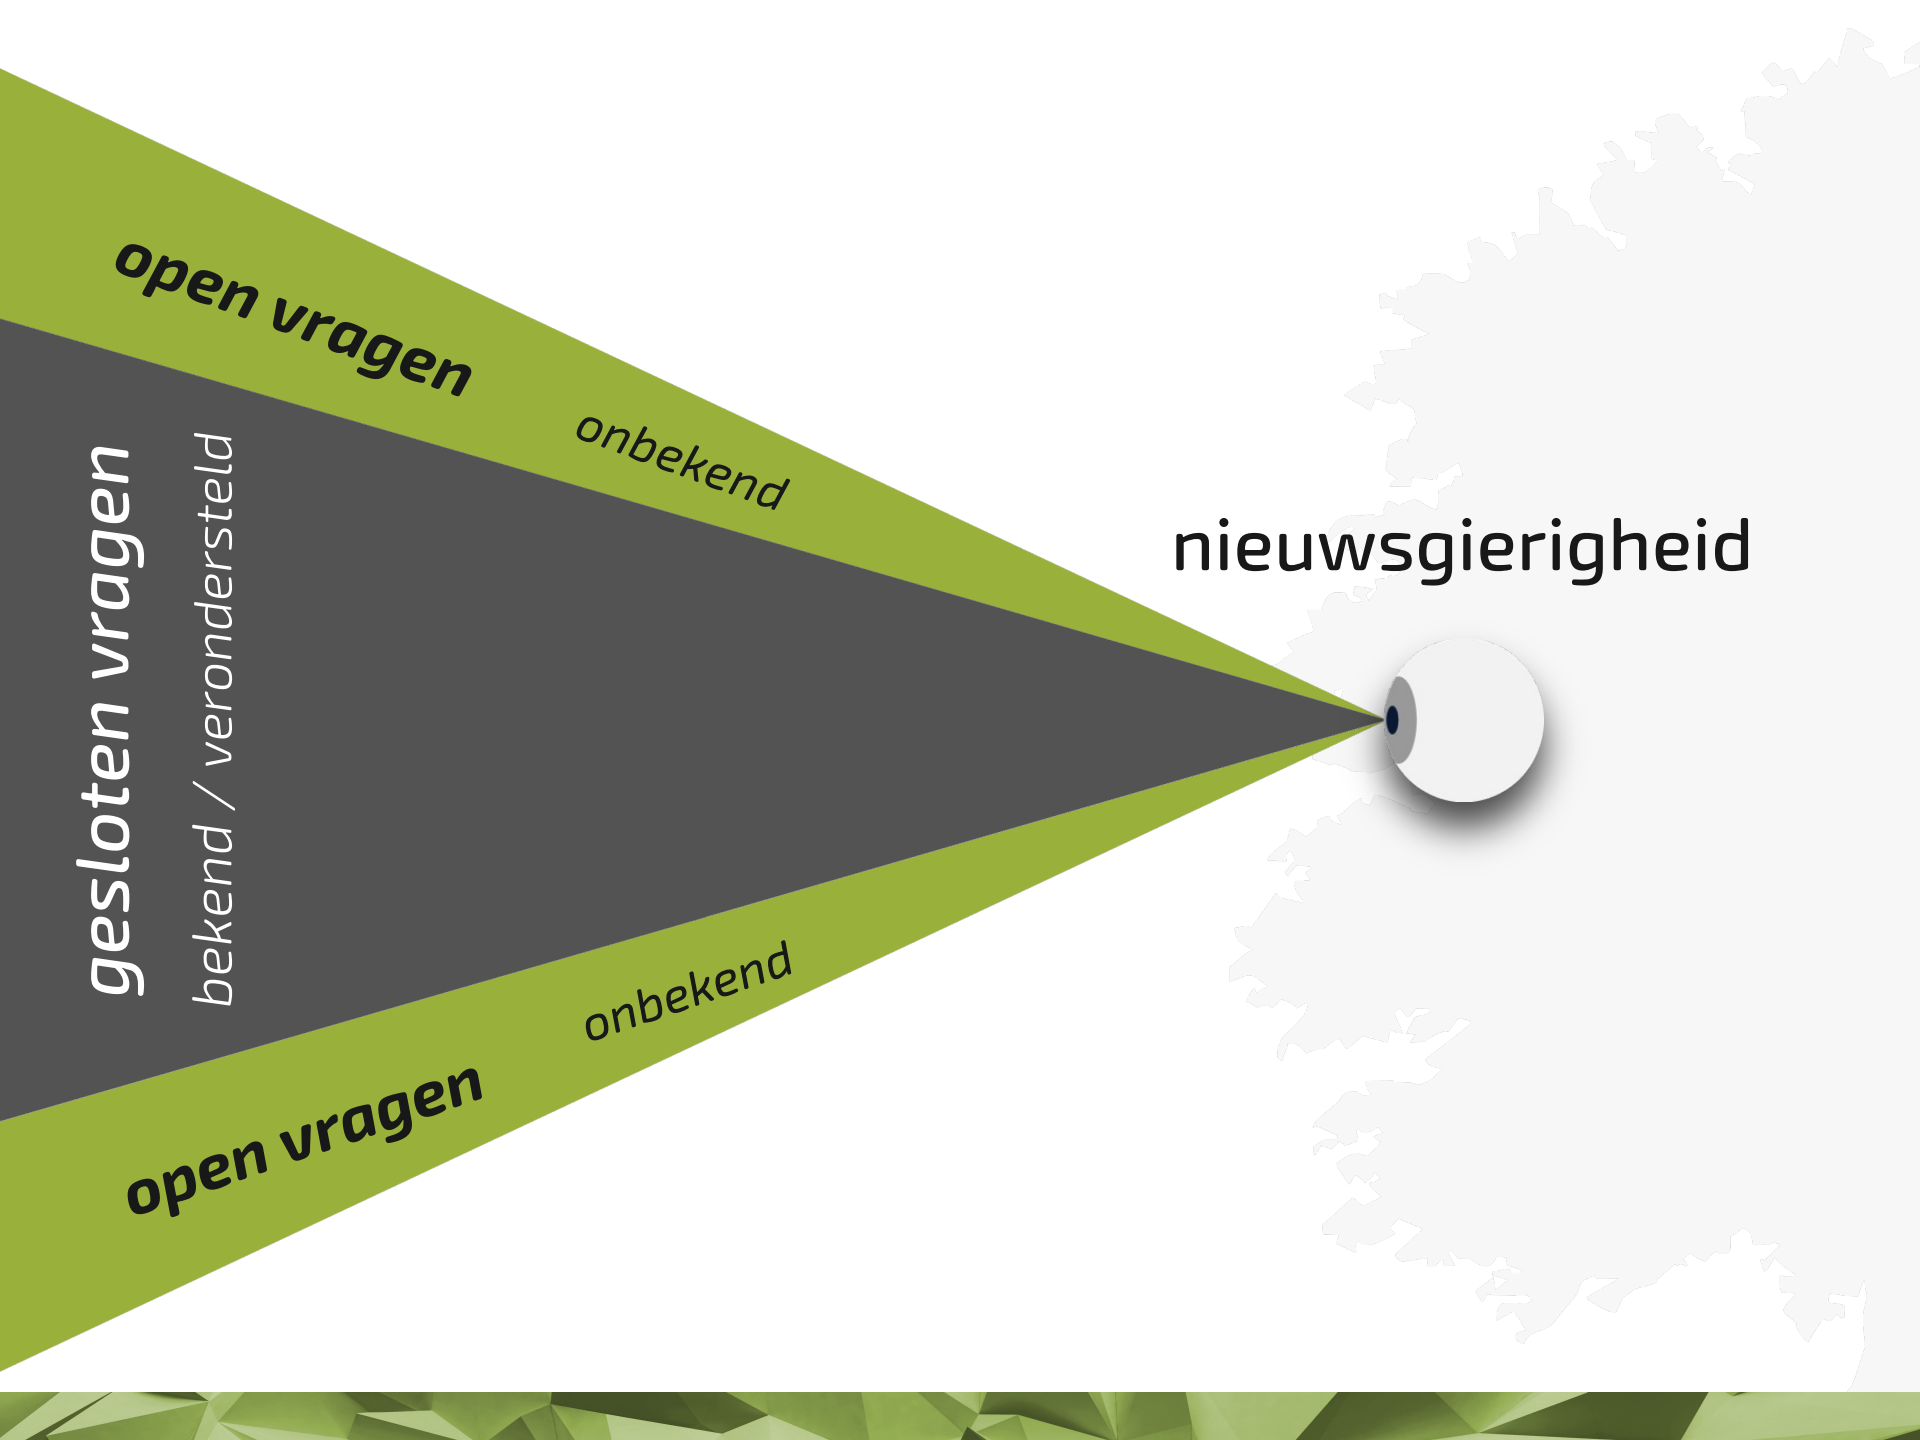 open vragen
onbekend
nieuwsgierigheid
gesloten vragen
bekend / verondersteld
onbekend
open vragen